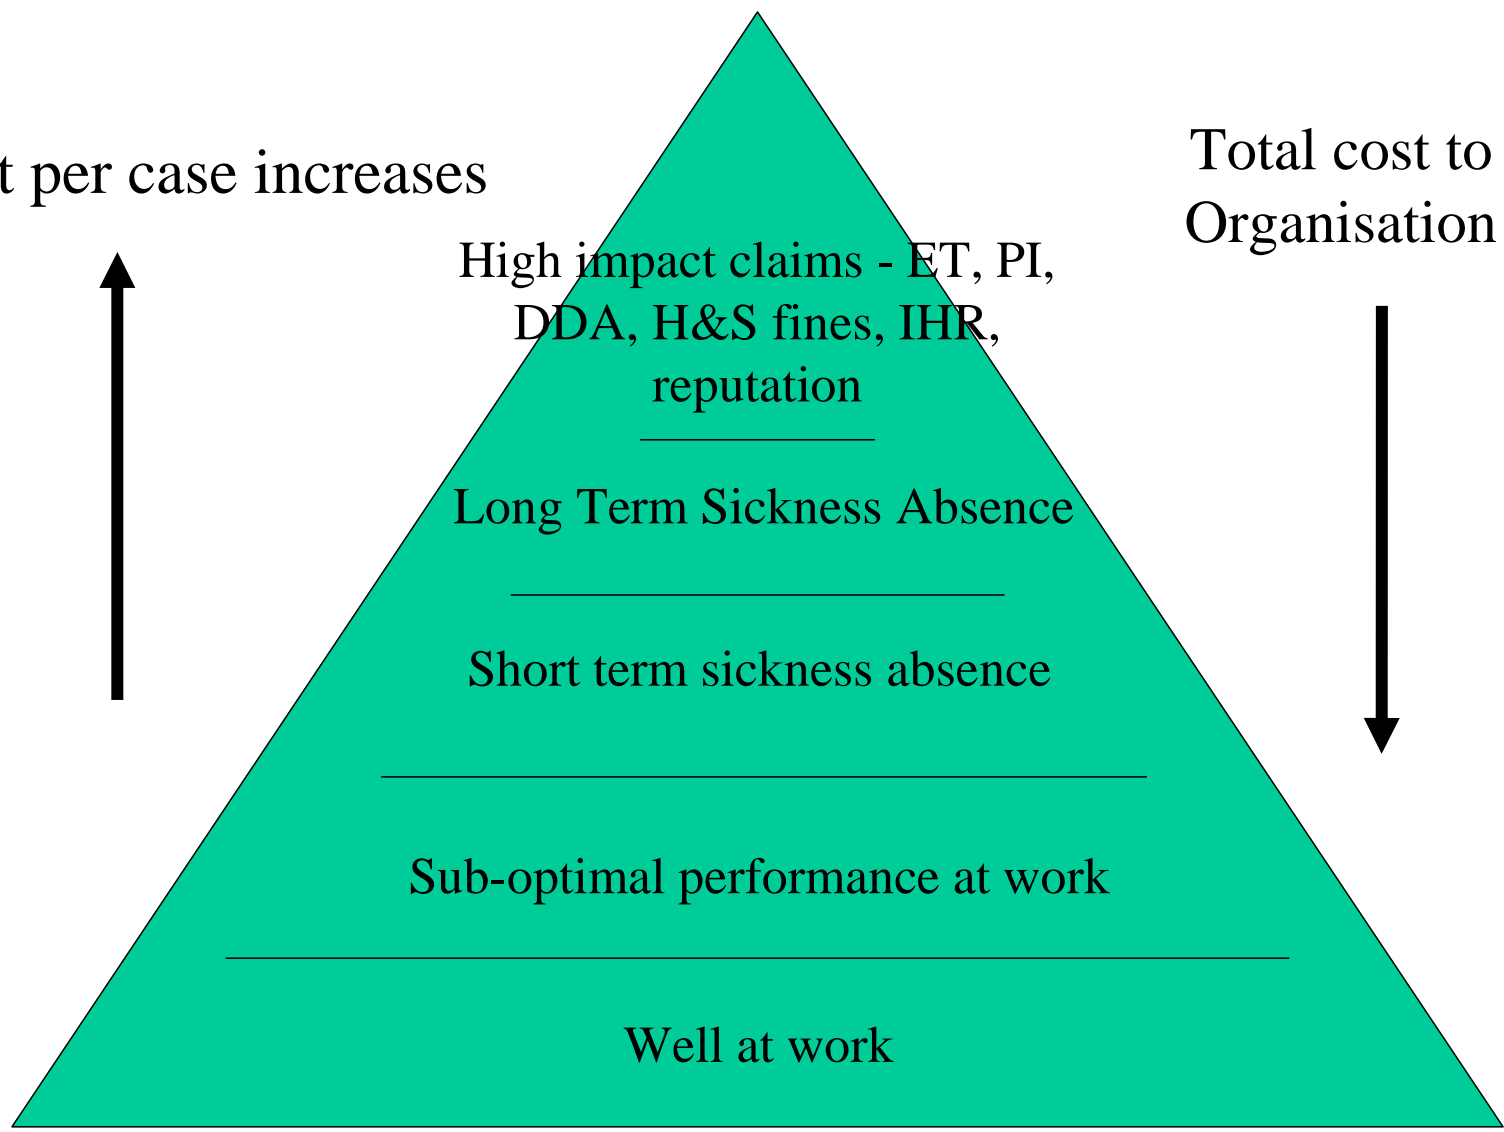 t per case increases
Total cost to
Organisation
High impact claims - ET, PI,
DDA, H&S fines, IHR,
reputation
Long Term Sickness Absence
Short term sickness absence
Sub-optimal performance at work
Well at work